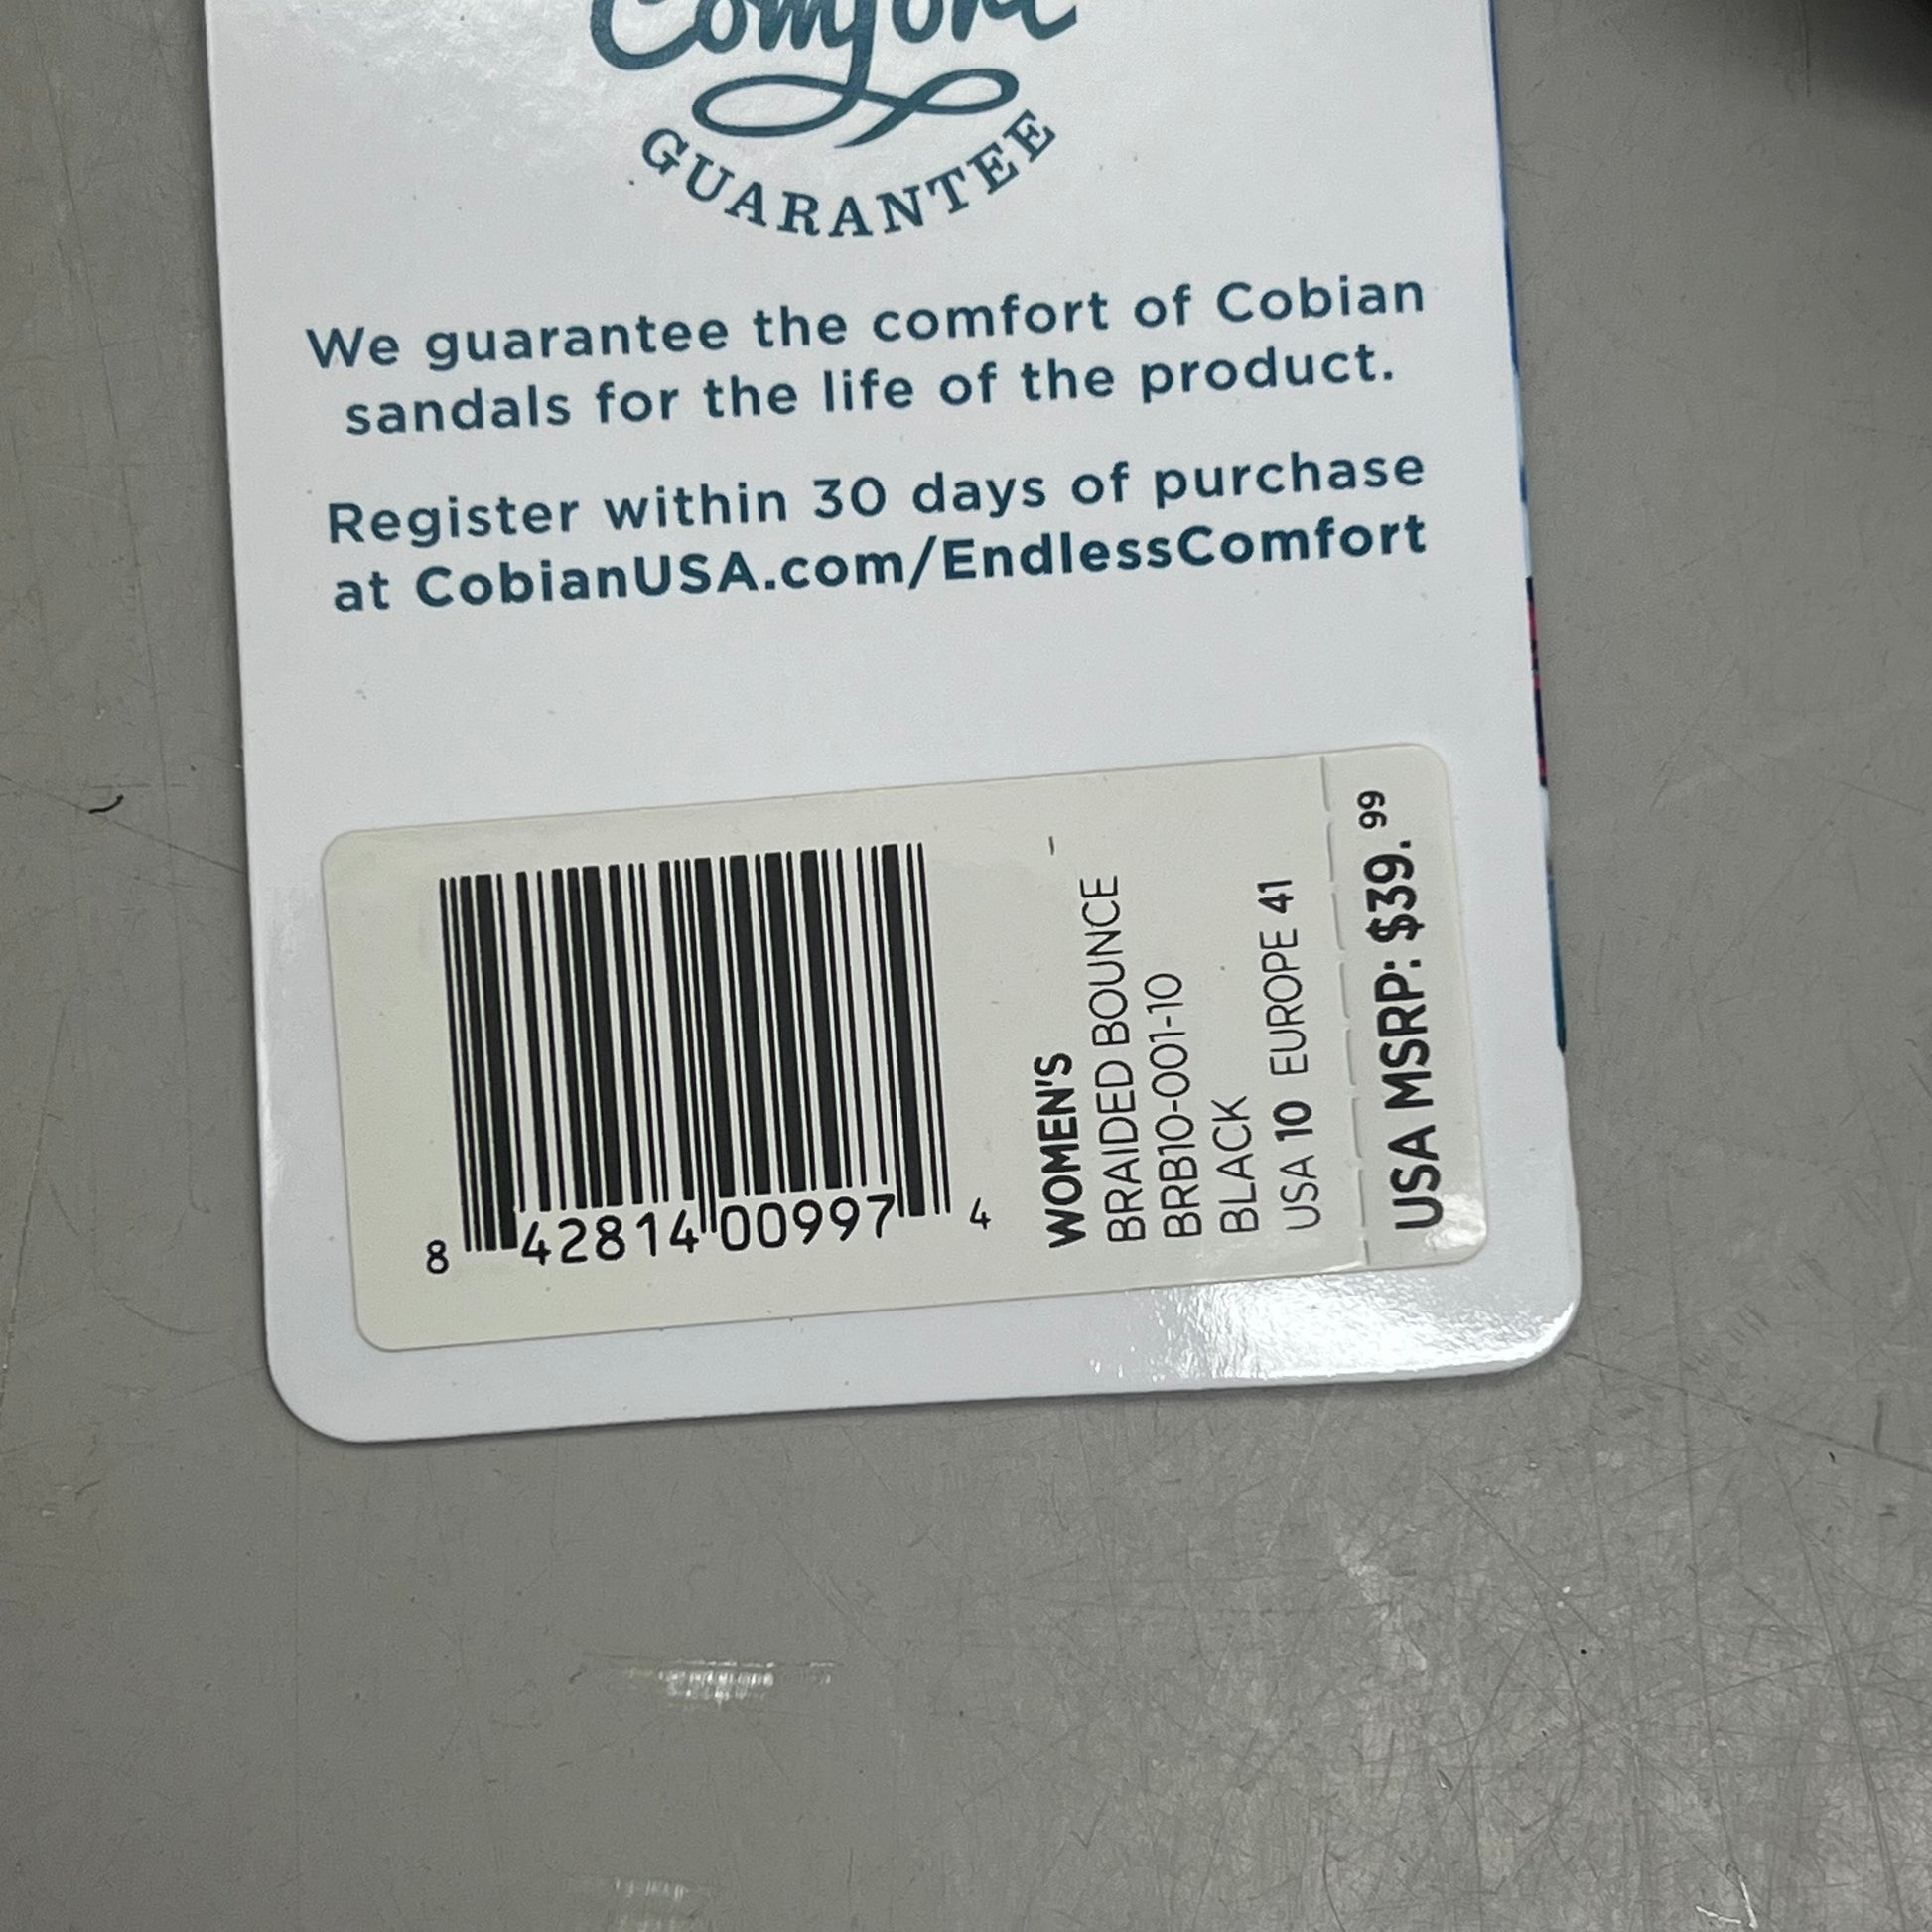 Comfort
GUARANTEE
We guarantee the comfort of Cobian
sandals for the life of the product.
Register within 30 days of purchase
at CobianUSA.com/EndlessComfort
8 42814 00997 4
WOMEN'S
BRAIDED BOUNCE
BRB10-001-10
BLACK
USA 10 EUROPE 41
USA MSRP: $39.99